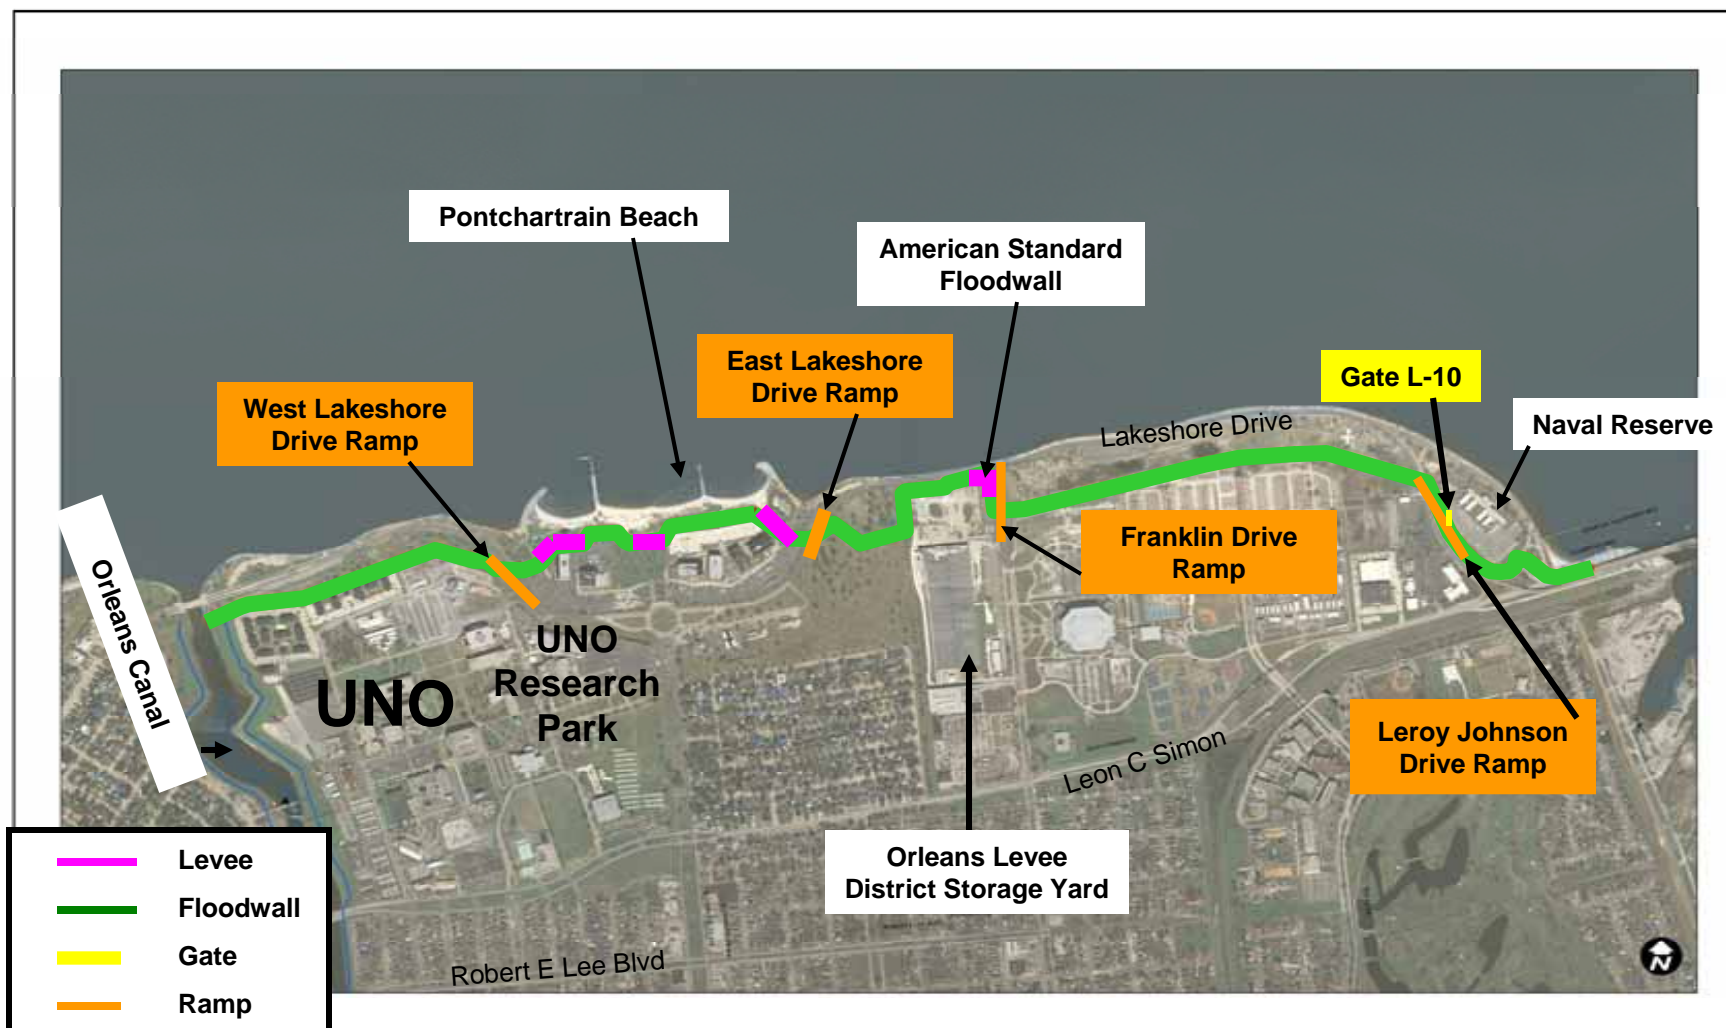 Pontchartrain Beach
American Standard
Floodwall
East Lakeshore
Drive Ramp
Gate L-10
West Lakeshore
Drive Ramp
Lakeshore Drive
Naval Reserve
Franklin Drive
Ramp
Orleans Canal
UNO
UNO
Research
Park
Leroy Johnson
Drive Ramp
Leon C Simon
Orleans Levee
District Storage Yard
Robert E Lee Blvd
Levee
Floodwall
Gate
Ramp
N